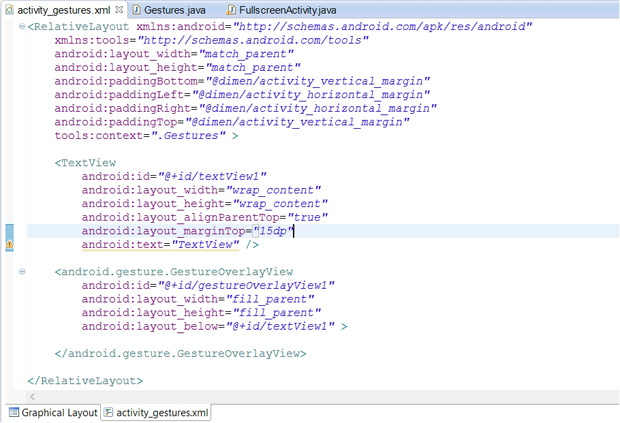 activity_gestures.xml Gestures.java FullscreenActivity.java
<RelativeLayout xmlns:android="http://schemas.android.com/apk/res/android"
    xmlns:tools="http://schemas.android.com/tools"
    android:layout_width="match_parent"
    android:layout_height="match_parent"
    android:paddingBottom="@dimen/activity_vertical_margin"
    android:paddingLeft="@dimen/activity_horizontal_margin"
    android:paddingRight="@dimen/activity_horizontal_margin"
    android:paddingTop="@dimen/activity_vertical_margin"
    tools:context=".Gestures" >
    <TextView
        android:id="@+id/textView1"
        android:layout_width="wrap_content"
        android:layout_height="wrap_content"
        android:layout_alignParentTop="true"
        android:layout_marginTop="15dp"
        android:text="TextView" />
    <android.gesture.GestureOverlayView
        android:id="@+id/gestureOverlayView1"
        android:layout_width="fill_parent"
        android:layout_height="fill_parent"
        android:layout_below="@+id/textView1" >
    </android.gesture.GestureOverlayView>
</RelativeLayout>
Graphical Layout activity_gestures.xml